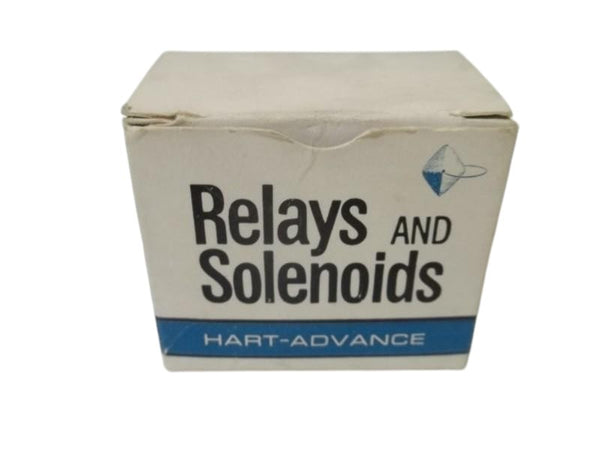 Relays AND
Solenoids
HART-ADVANCE